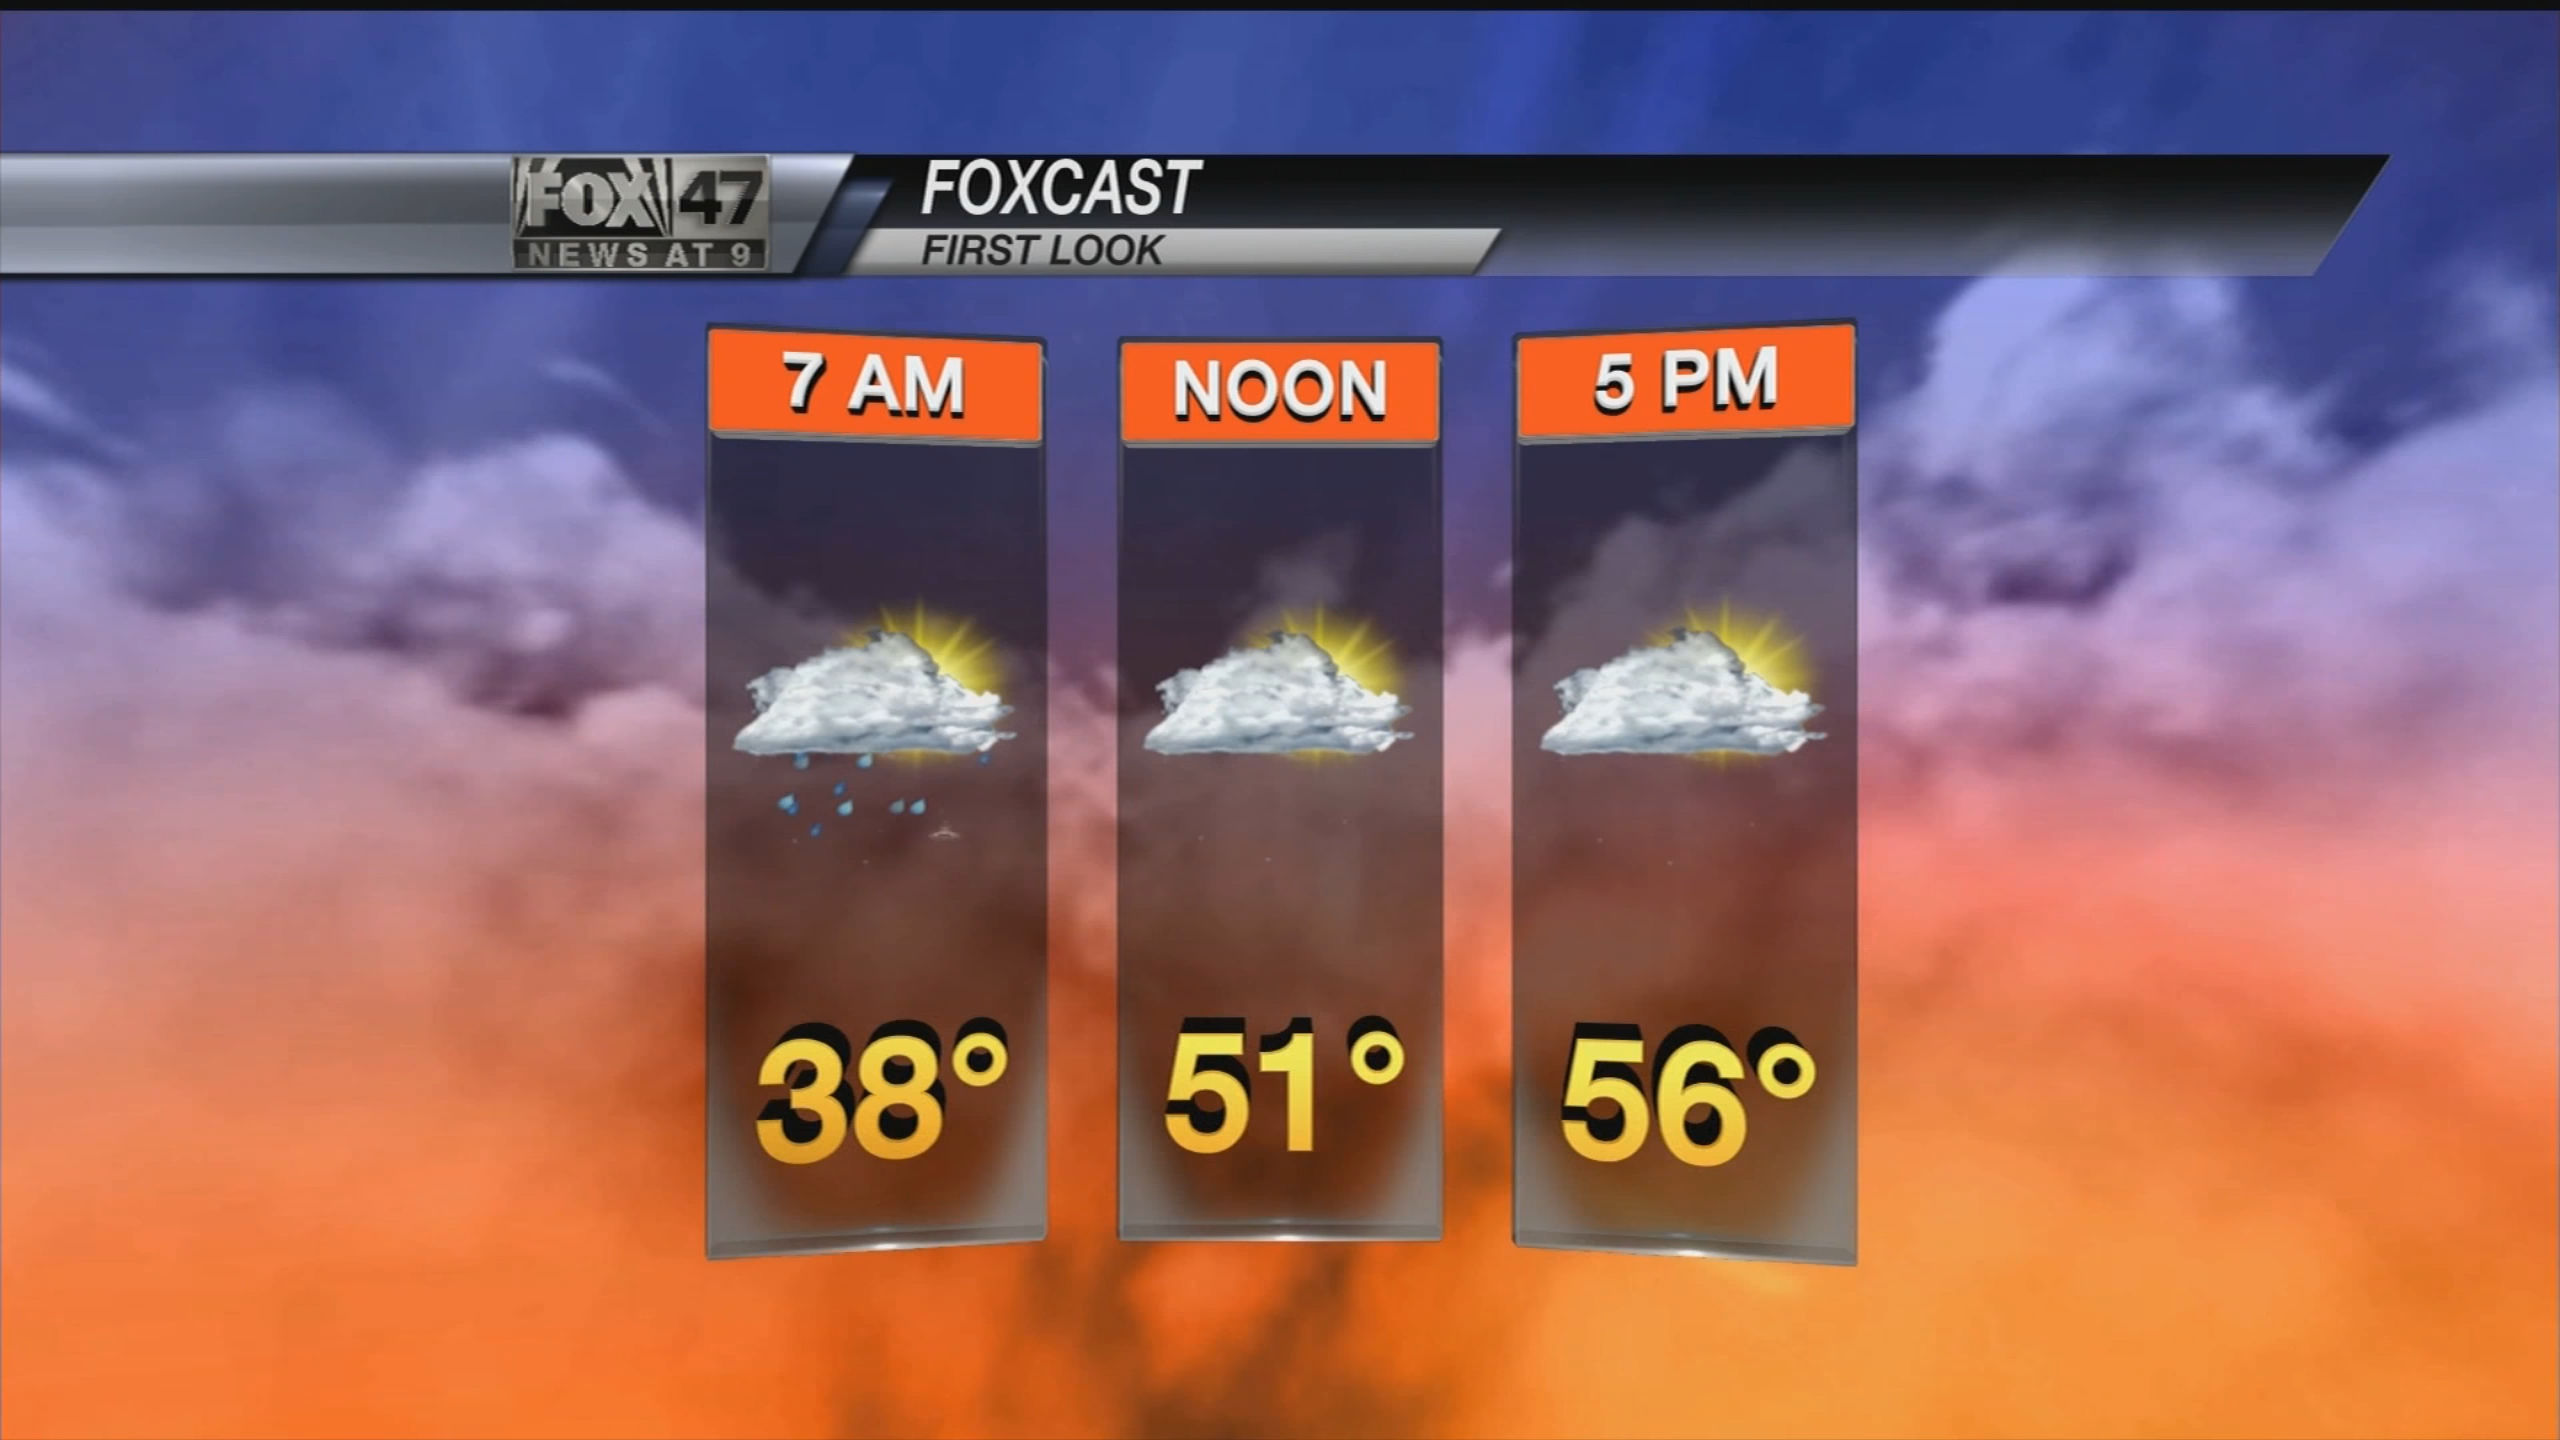 FOX 47
NEWS AT 9
FOXCAST
FIRST LOOK
7 AM
NOON
5 PM
38°
51°
56°